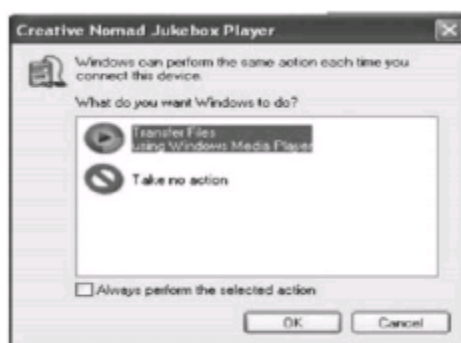 Creative Nomad Jukebox Player
Windows can perform the same action each time you
connect this device.
What do you want Windows to do?
Transfer Files
using Windows Media Player
Take no action
Always perform the selected action
OK
Cancel